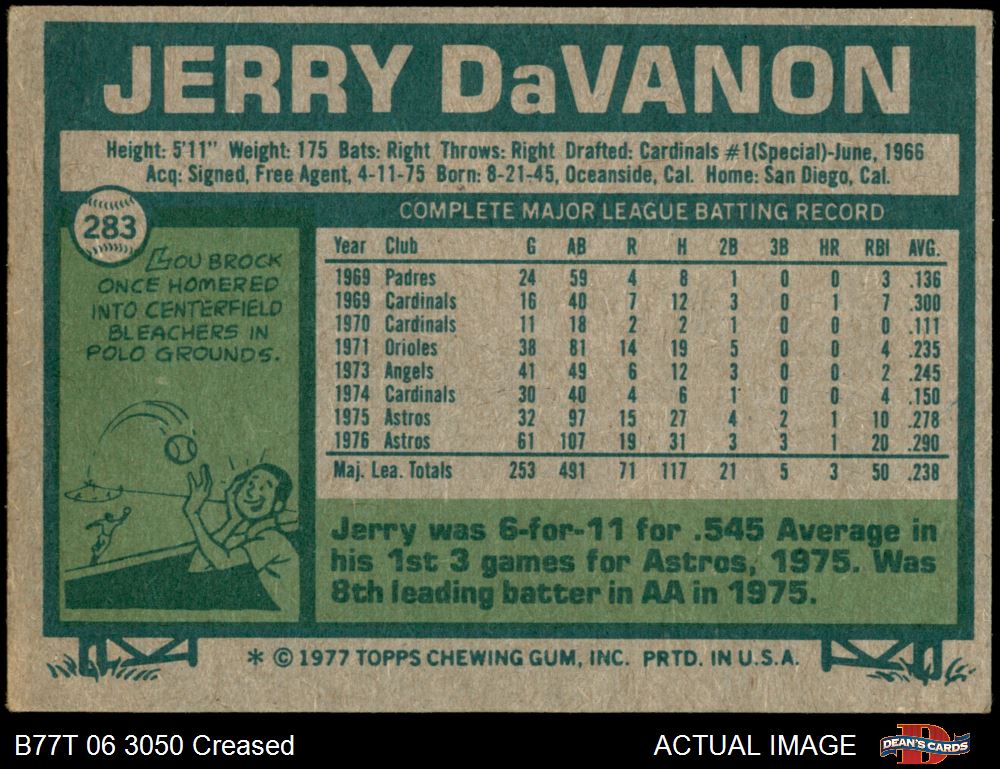 JERRY DaVANON
Height: 5'11" Weight: 175 Bats: Right Throws: Right Drafted: Cardinals #1(Special)-June, 1966
Acq: Signed, Free Agent, 4-11-75 Born: 8-21-45, Oceanside, Cal. Home: San Diego, Cal.
283
LOU BROCK
ONCE HOMERED
INTO CENTERFIELD
BLEACHERS IN
POLO GROUNDS.
COMPLETE MAJOR LEAGUE BATTING RECORD
Year Club G AB R H 2B 3B HR RBI AVG.
1969 Padres 24 59 4 8 1 0 0 3 .136
1969 Cardinals 16 40 7 12 3 0 1 7 .300
1970 Cardinals 11 18 2 2 1 0 0 0 .111
1971 Orioles 38 81 14 19 5 0 0 4 .235
1973 Angels 41 49 6 12 3 0 0 2 .245
1974 Cardinals 30 40 4 6 1 0 0 4 .150
1975 Astros 32 97 15 27 4 2 1 10 .278
1976 Astros 61 107 19 31 3 3 1 20 .290
Maj. Lea. Totals 253 491 71 117 21 5 3 50 .238
Jerry was 6-for-11 for .545 Average in
his 1st 3 games for Astros, 1975. Was
8th leading batter in AA in 1975.
* © 1977 TOPPS CHEWING GUM, INC. PRTD. IN U.S.A.
B77T 06 3050 Creased
ACTUAL IMAGE
B
DEAN'S CARDS